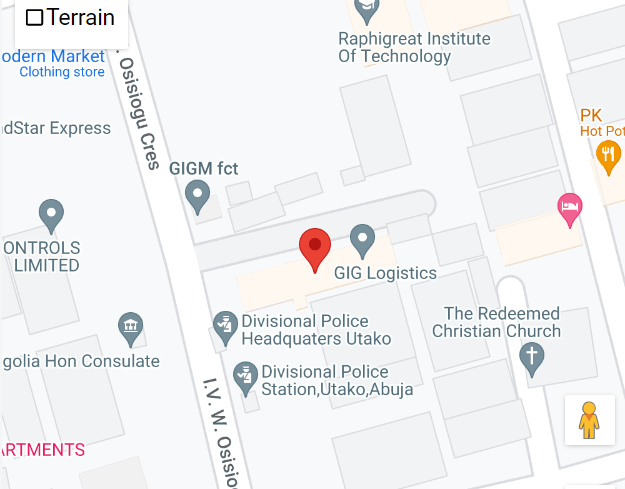 Terrain
Raphigreat Institute
Of Technology
odern Market
Clothing store
. Osisiogu Cres
dStar Express
PK
Hot Pot
GIGM fct
ONTROLS
LIMITED
GIG Logistics
The Redeemed
Christian Church
Divisional Police
Headquaters Utako
golia Hon Consulate
Divisional Police
Station,Utako,Abuja
I.V. W. Osisio
ARTMENTS